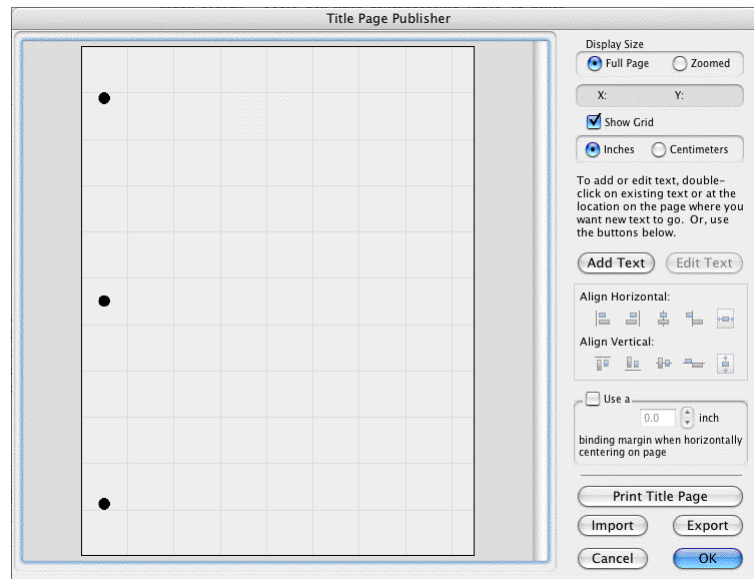 Title Page Publisher
Display Size
Full Page Zoomed
X: Y:
Show Grid
Inches Centimeters
To add or edit text, double-
click on existing text or at the
location on the page where you
want new text to go. Or, use
the buttons below.
Add Text Edit Text
Align Horizontal:
Align Vertical:
Use a
0.0 inch
binding margin when horizontally
centering on page
Print Title Page
Import Export
Cancel OK